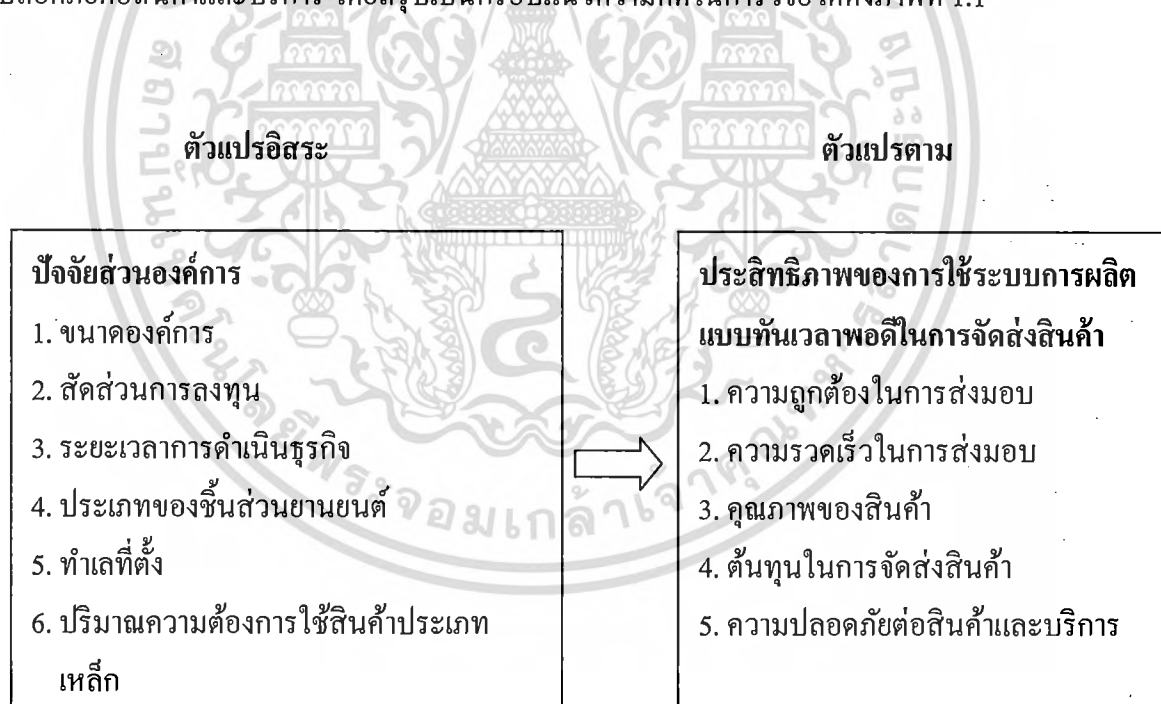 ตัวแปรอิสระ
ตัวแปรตาม
ปัจจัยส่วนองค์การ
1. ขนาดองค์การ
2. สัดส่วนการลงทุน
3. ระยะเวลาการดำเนินธุรกิจ
4. ประเภทของชิ้นส่วนยานยนต์
5. ทำเลที่ตั้ง
6. ปริมาณความต้องการใช้สินค้าประเภท
เหล็ก
ประสิทธิภาพของการใช้ระบบการผลิต
แบบทันเวลาพอดีในการจัดส่งสินค้า
1. ความถูกต้องในการส่งมอบ
2. ความรวดเร็วในการส่งมอบ
3. คุณภาพของสินค้า
4. ต้นทุนในการจัดส่งสินค้า
5. ความปลอดภัยต่อสินค้าและบริการ